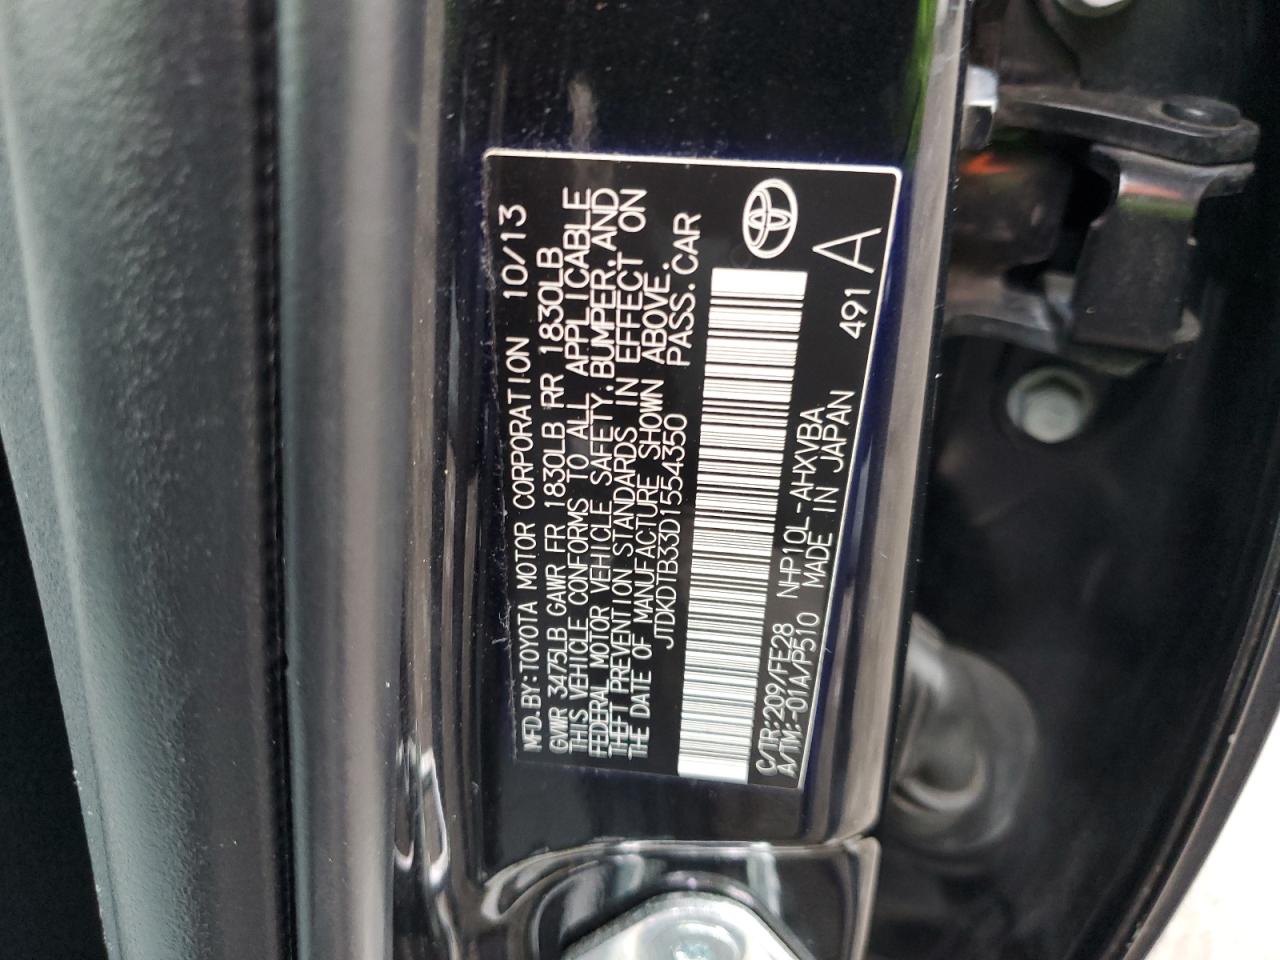 MFD.BY:TOYOTA MOTOR CORPORATION 10/13
GVWR 3475LB GAWR FR 1830LB RR 1830LB
THIS VEHICLE CONFORMS TO ALL APPLICABLE
FEDERAL MOTOR VEHICLE SAFETY,BUMPER,AND
THEFT PREVENTION STANDARDS IN EFFECT ON
THE DATE OF MANUFACTURE SHOWN ABOVE.
JTDKDTB33D1554350 PASS.CAR
C/TR:209/FE28 NHP10L-AHXVBA 491 A
A/TM:-01A/P510 MADE IN JAPAN